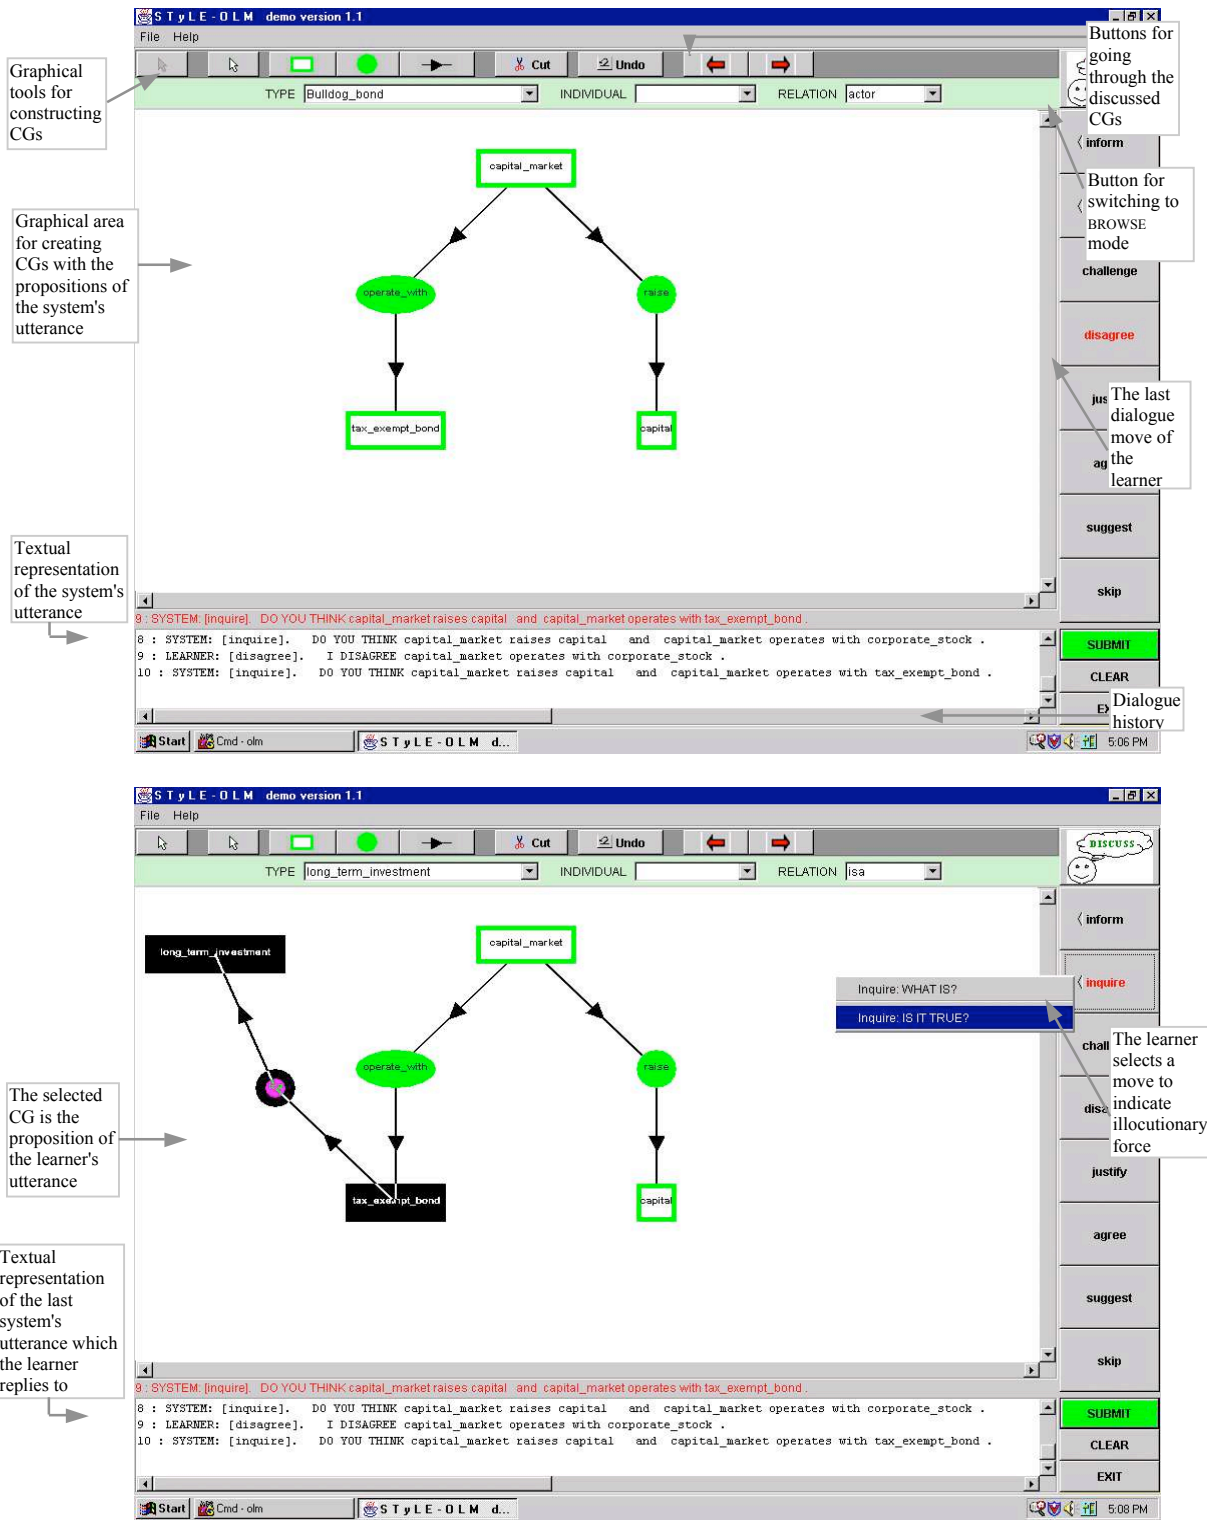 S T y L E - O L M demo version 1.1
File Help
Buttons for
going
through the
discussed
CGs
Graphical
tools for
constructing
CGs
Cut
Undo
TYPE Bulldog_bond INDIVIDUAL RELATION actor
inform
capital_market
Button for
switching to
BROWSE
mode
Graphical area
for creating
CGs with the
propositions of
the system's
utterance
challenge
operate_with
raise
disagree
The last
dialogue
move of
the
learner
jus
ag
tax_exempt_bond
capital
suggest
Textual
representation
of the system's
utterance
skip
9 : SYSTEM: [inquire]. DO YOU THINK capital_market raises capital and capital_market operates with tax_exempt_bond .
8 : SYSTEM: [inquire]. DO YOU THINK capital_market raises capital and capital_market operates with corporate_stock .
9 : LEARNER: [disagree]. I DISAGREE capital_market operates with corporate_stock .
10 : SYSTEM: [inquire]. DO YOU THINK capital_market raises capital and capital_market operates with tax_exempt_bond .
SUBMIT
CLEAR
EX
Dialogue
history
Start Cmd - olm S T y L E - O L M d... 5:06 PM
S T y L E - O L M demo version 1.1
File Help
Cut
Undo
DISCUSS
TYPE long_term_investment INDIVIDUAL RELATION isa
inform
long_term_investment
capital_market
Inquire: WHAT IS?
Inquire: IS IT TRUE?
inquire
The learner
selects a
move to
indicate
illocutionary
force
chall
operate_with
raise
disa
The selected
CG is the
proposition of
the learner's
utterance
justify
tax_exempt_bond
capital
agree
Textual
representation
of the last
system's
utterance which
the learner
replies to
suggest
skip
9 : SYSTEM: [inquire]. DO YOU THINK capital_market raises capital and capital_market operates with tax_exempt_bond .
8 : SYSTEM: [inquire]. DO YOU THINK capital_market raises capital and capital_market operates with corporate_stock .
9 : LEARNER: [disagree]. I DISAGREE capital_market operates with corporate_stock .
10 : SYSTEM: [inquire]. DO YOU THINK capital_market raises capital and capital_market operates with tax_exempt_bond .
SUBMIT
CLEAR
EXIT
Start Cmd - olm S T y L E - O L M d... 5:08 PM